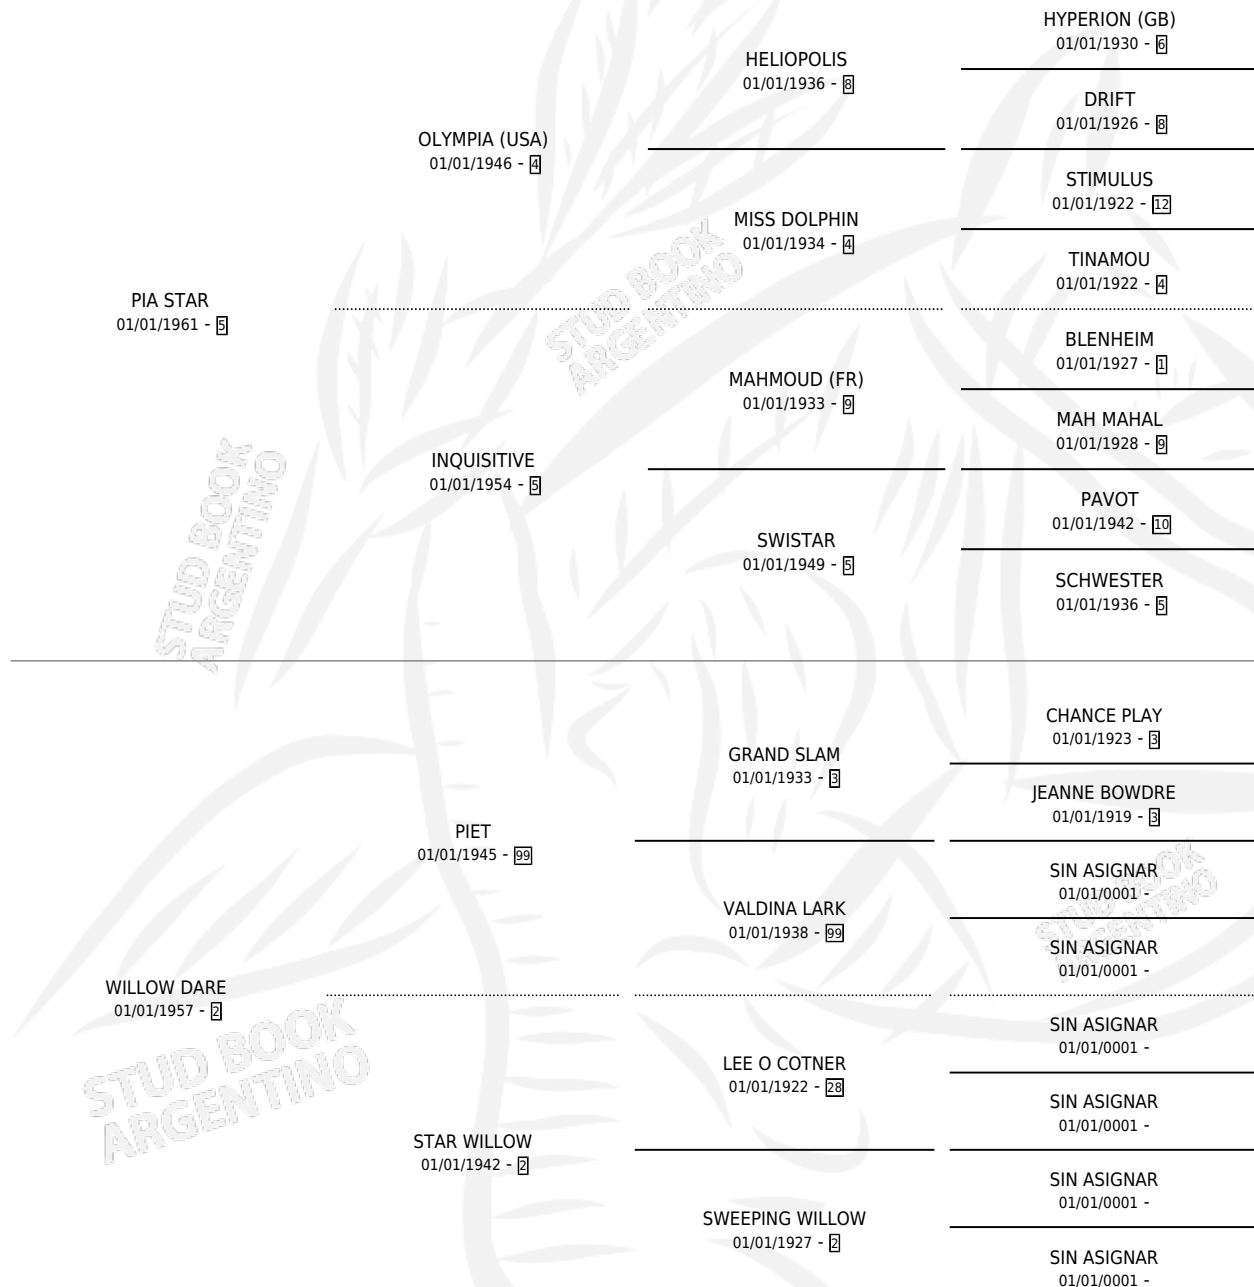 HYPERION (GB)
01/01/1930 - 6
HELIOPOLIS
01/01/1936 - 8
DRIFT
01/01/1926 - 8
OLYMPIA (USA)
01/01/1946 - 4
STIMULUS
01/01/1922 - 12
MISS DOLPHIN
01/01/1934 - 4
TINAMOU
01/01/1922 - 4
PIA STAR
01/01/1961 - 5
BLENHEIM
01/01/1927 - 1
MAHMOUD (FR)
01/01/1933 - 9
MAH MAHAL
01/01/1928 - 9
INQUISITIVE
01/01/1954 - 5
PAVOT
01/01/1942 - 10
SWISTAR
01/01/1949 - 5
SCHWESTER
01/01/1936 - 5
CHANCE PLAY
01/01/1923 - 3
GRAND SLAM
01/01/1933 - 3
JEANNE BOWDRE
01/01/1919 - 3
PIET
01/01/1945 - 99
SIN ASIGNAR
01/01/0001 -
VALDINA LARK
01/01/1938 - 99
SIN ASIGNAR
01/01/0001 -
WILLOW DARE
01/01/1957 - 2
SIN ASIGNAR
01/01/0001 -
LEE O COTNER
01/01/1922 - 28
SIN ASIGNAR
01/01/0001 -
STAR WILLOW
01/01/1942 - 2
SIN ASIGNAR
01/01/0001 -
SWEEPING WILLOW
01/01/1927 - 2
SIN ASIGNAR
01/01/0001 -
STUD BOOK
ARGENTINO
STUD BOOK
ARGENTINO
STUD BOOK
ARGENTINO
STUD BOOK
ARGENTINO